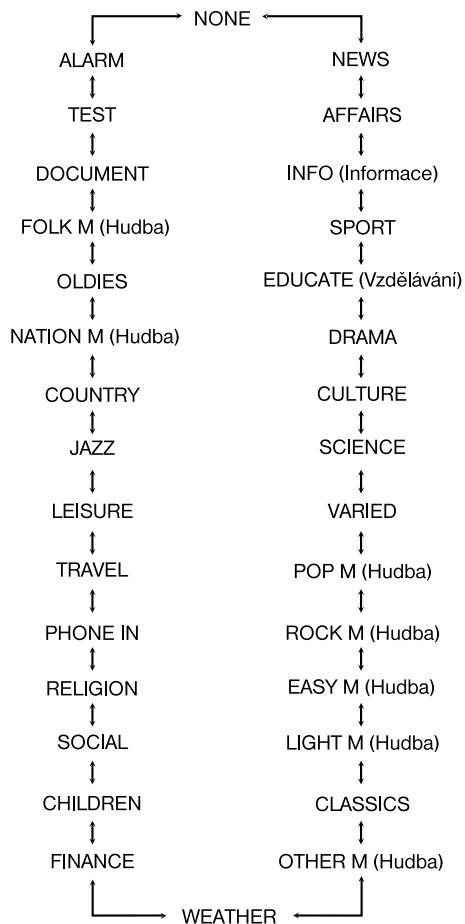 NONE
ALARM
NEWS
TEST
AFFAIRS
DOCUMENT
INFO (Informace)
FOLK M (Hudba)
SPORT
OLDIES
EDUCATE (Vzdělávání)
NATION M (Hudba)
DRAMA
COUNTRY
CULTURE
JAZZ
SCIENCE
LEISURE
VARIED
TRAVEL
POP M (Hudba)
PHONE IN
ROCK M (Hudba)
RELIGION
EASY M (Hudba)
SOCIAL
LIGHT M (Hudba)
CHILDREN
CLASSICS
FINANCE
OTHER M (Hudba)
WEATHER